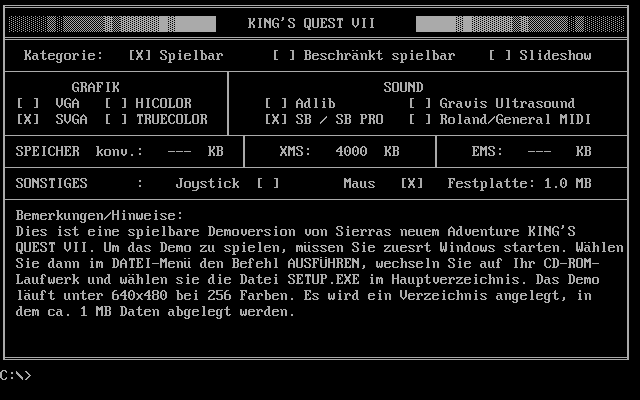 KING'S QUEST VII
Kategorie: [X] Spielbar [ ] Beschränkt spielbar [ ] Slideshow
GRAFIK SOUND
[ ] VGA [ ] HICOLOR [ ] Adlib [ ] Gravis Ultrasound
[X] SVGA [ ] TRUECOLOR [X] SB / SB PRO [ ] Roland/General MIDI
SPEICHER konv.: --- KB XMS: 4000 KB EMS: --- KB
SONSTIGES : Joystick [ ] Maus [X] Festplatte: 1.0 MB
Bemerkungen/Hinweise:
Dies ist eine spielbare Demoversion von Sierras neuem Adventure KING'S
QUEST VII. Um das Demo zu spielen, müssen Sie zuesrt Windows starten. Wählen
Sie dann im DATEI-Menü den Befehl AUSFÜHREN, wechseln Sie auf Ihr CD-ROM-
Laufwerk und wählen sie die Datei SETUP.EXE im Hauptverzeichnis. Das Demo
läuft unter 640x480 bei 256 Farben. Es wird ein Verzeichnis angelegt, in
dem ca. 1 MB Daten abgelegt werden.
C:\>